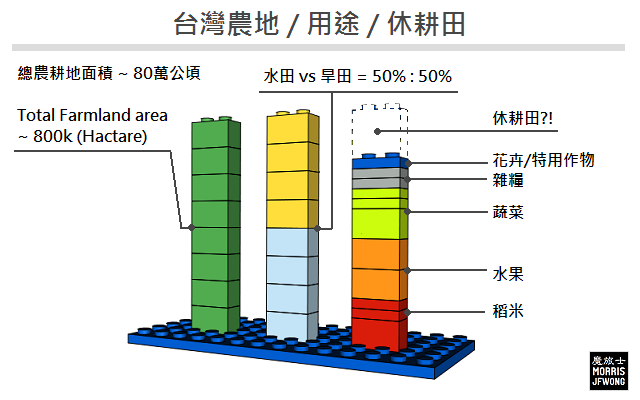 台灣農地 / 用途 / 休耕田
總農耕地面積 ~ 80萬公頃
水田 vs 旱田 = 50% : 50%
Total Farmland area
~ 800k (Hactare)
休耕田?!
花卉/特用作物
雜糧
蔬菜
水果
稻米
魔放士
MORRIS
JFWONG